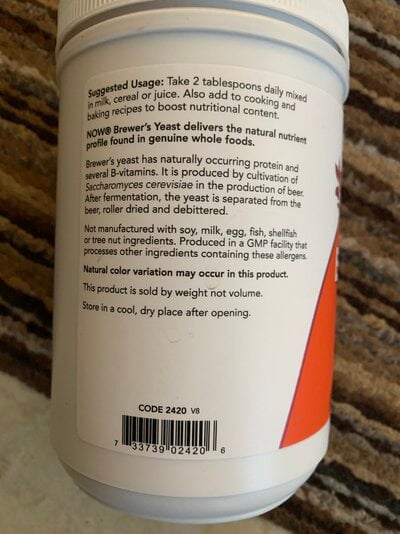 Suggested Usage: Take 2 tablespoons daily mixed
in milk, cereal or juice. Also add to cooking and
baking recipes to boost nutritional content.
NOW® Brewer's Yeast delivers the natural nutrient
profile found in genuine whole foods.
Brewer's yeast has naturally occurring protein and
several B-vitamins. It is produced by cultivation of
Saccharomyces cerevisiae in the production of beer.
After fermentation, the yeast is separated from the
beer, roller dried and debittered.
Not manufactured with soy, milk, egg, fish, shellfish
or tree nut ingredients. Produced in a GMP facility that
processes other ingredients containing these allergens.
Natural color variation may occur in this product.
This product is sold by weight not volume.
Store in a cool, dry place after opening.
CODE 2420 V8
7 33739 02420 6